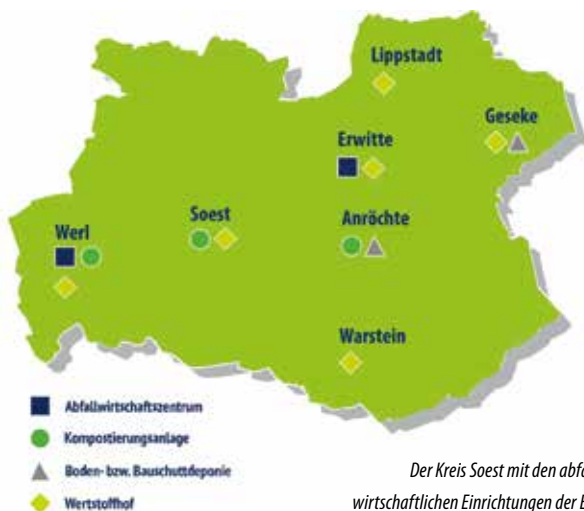 Lippstadt
Geseke
Erwitte
Soest
Anröchte
Werl
Warstein
Abfallwirtschaftszentrum
Kompostierungsanlage
Boden- bzw. Bauschuttdeponie
Wertstoffhof
Der Kreis Soest mit den
wirtschaftlichen Einrichtungen der